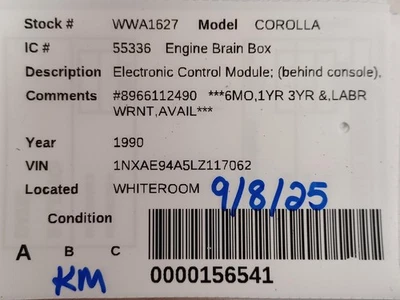 Stock # WWA1627 Model COROLLA
IC # 55336 Engine Brain Box
Description Electronic Control Module; (behind console),
Comments #8966112490 ***6MO,1YR 3YR &,LABR
WRNT,AVAIL***
Year 1990
VIN 1NXAE94A5LZ117062
Located WHITEROOM 9/8/25
Condition
A B C
KM 0000156541